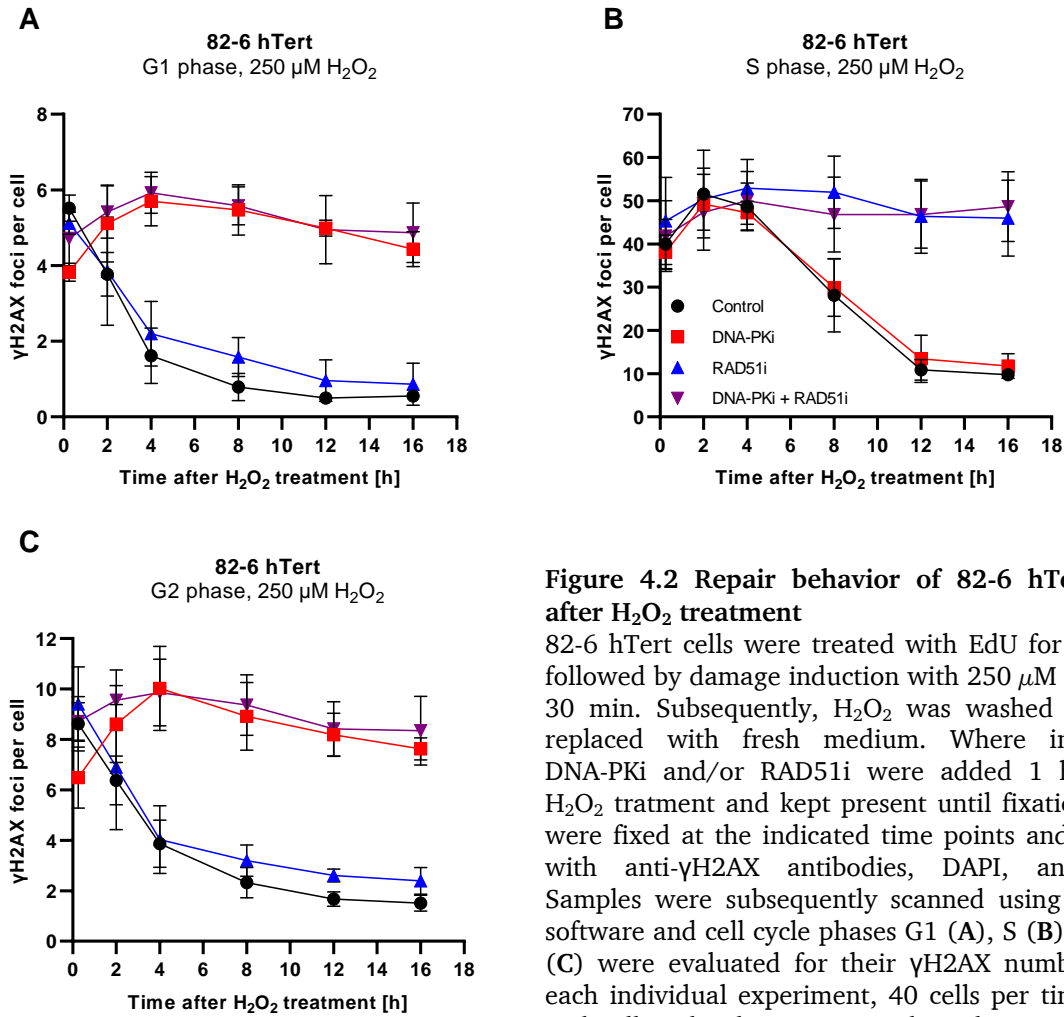 A
82-6 hTert
G1 phase, 250 µM H₂O₂
8
6
4
2
0
γH2AX foci per cell
0 2 4 6 8 10 12 14 16 18
Time after H₂O₂ treatment [h]
B
82-6 hTert
S phase, 250 µM H₂O₂
70
60
50
40
30
20
10
0
γH2AX foci per cell
Control
DNA-PKi
RAD51i
DNA-PKi + RAD51i
0 2 4 6 8 10 12 14 16 18
Time after H₂O₂ treatment [h]
C
82-6 hTert
G2 phase, 250 µM H₂O₂
12
10
8
6
4
2
0
γH2AX foci per cell
0 2 4 6 8 10 12 14 16 18
Time after H₂O₂ treatment [h]
Figure 4.2 Repair behavior of 82-6 hTe
after H₂O₂ treatment
82-6 hTert cells were treated with EdU for
followed by damage induction with 250 µM
30 min. Subsequently, H₂O₂ was washed
replaced with fresh medium. Where in
DNA-PKi and/or RAD51i were added 1 h
H₂O₂ tratment and kept present until fixatio
were fixed at the indicated time points and
with anti-γH2AX antibodies, DAPI, an
Samples were subsequently scanned using
software and cell cycle phases G1 (A), S (B)
(C) were evaluated for their γH2AX numb
each individual experiment, 40 cells per tim